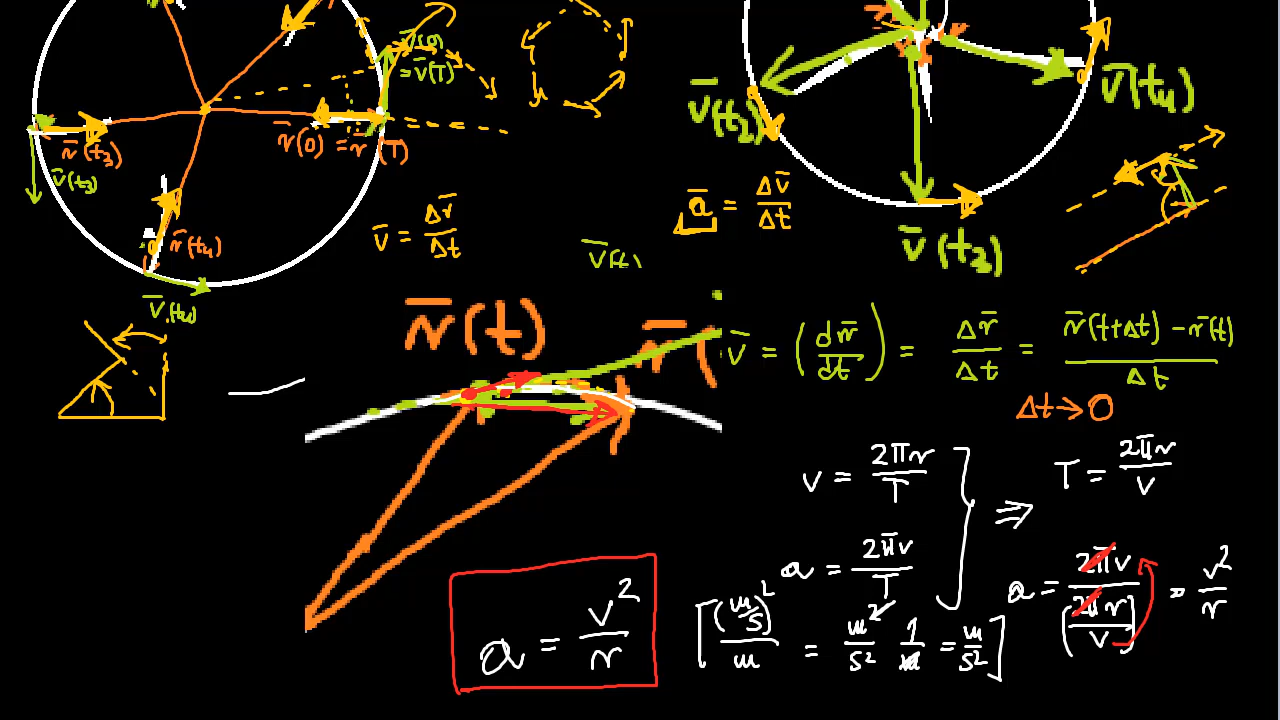 v̄(0)
= v̄(T)
r̄(0) = r̄(T)
r̄(t₃)
v̄(t₃)
r̄(t₄)
v̄(t₄)
v̄ = Δr̄/Δt
v̄(t₂)
v̄(t₄)
ā = Δv̄/Δt
v̄(t₃)
v̄(t)
r̄(t)
r̄(
v̄ = (dr̄/dt) = Δr̄/Δt = (r̄(t+Δt) - r̄(t))/Δt
Δt → 0
v = 2πr/T
⇒ T = 2πr/v
a = 2πv/T
a = 2πv/(2πr/v) = v²/r
a = v²/r
[(m/s)²/m = m²/s² 1/m = m/s²]